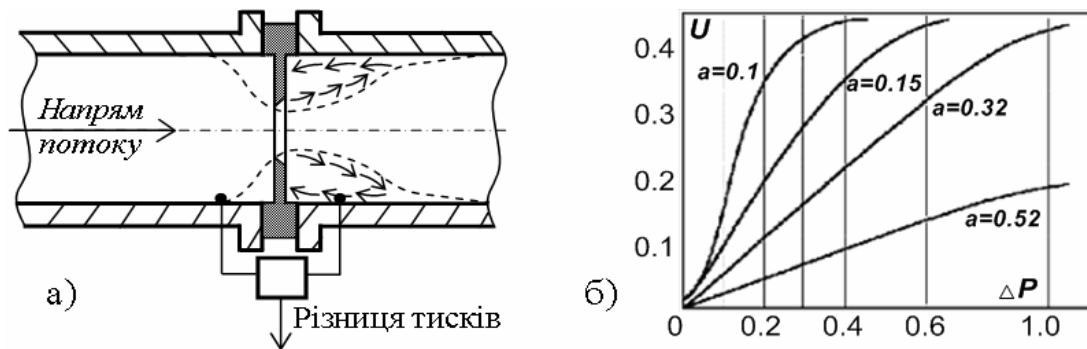 Напрям
потоку
а)
Різниця тисків
U
0.4
0.3
0.2
0.1
a=0.1
a=0.15
a=0.32
a=0.52
△P
б)
0 0.2 0.4 0.6 1.0